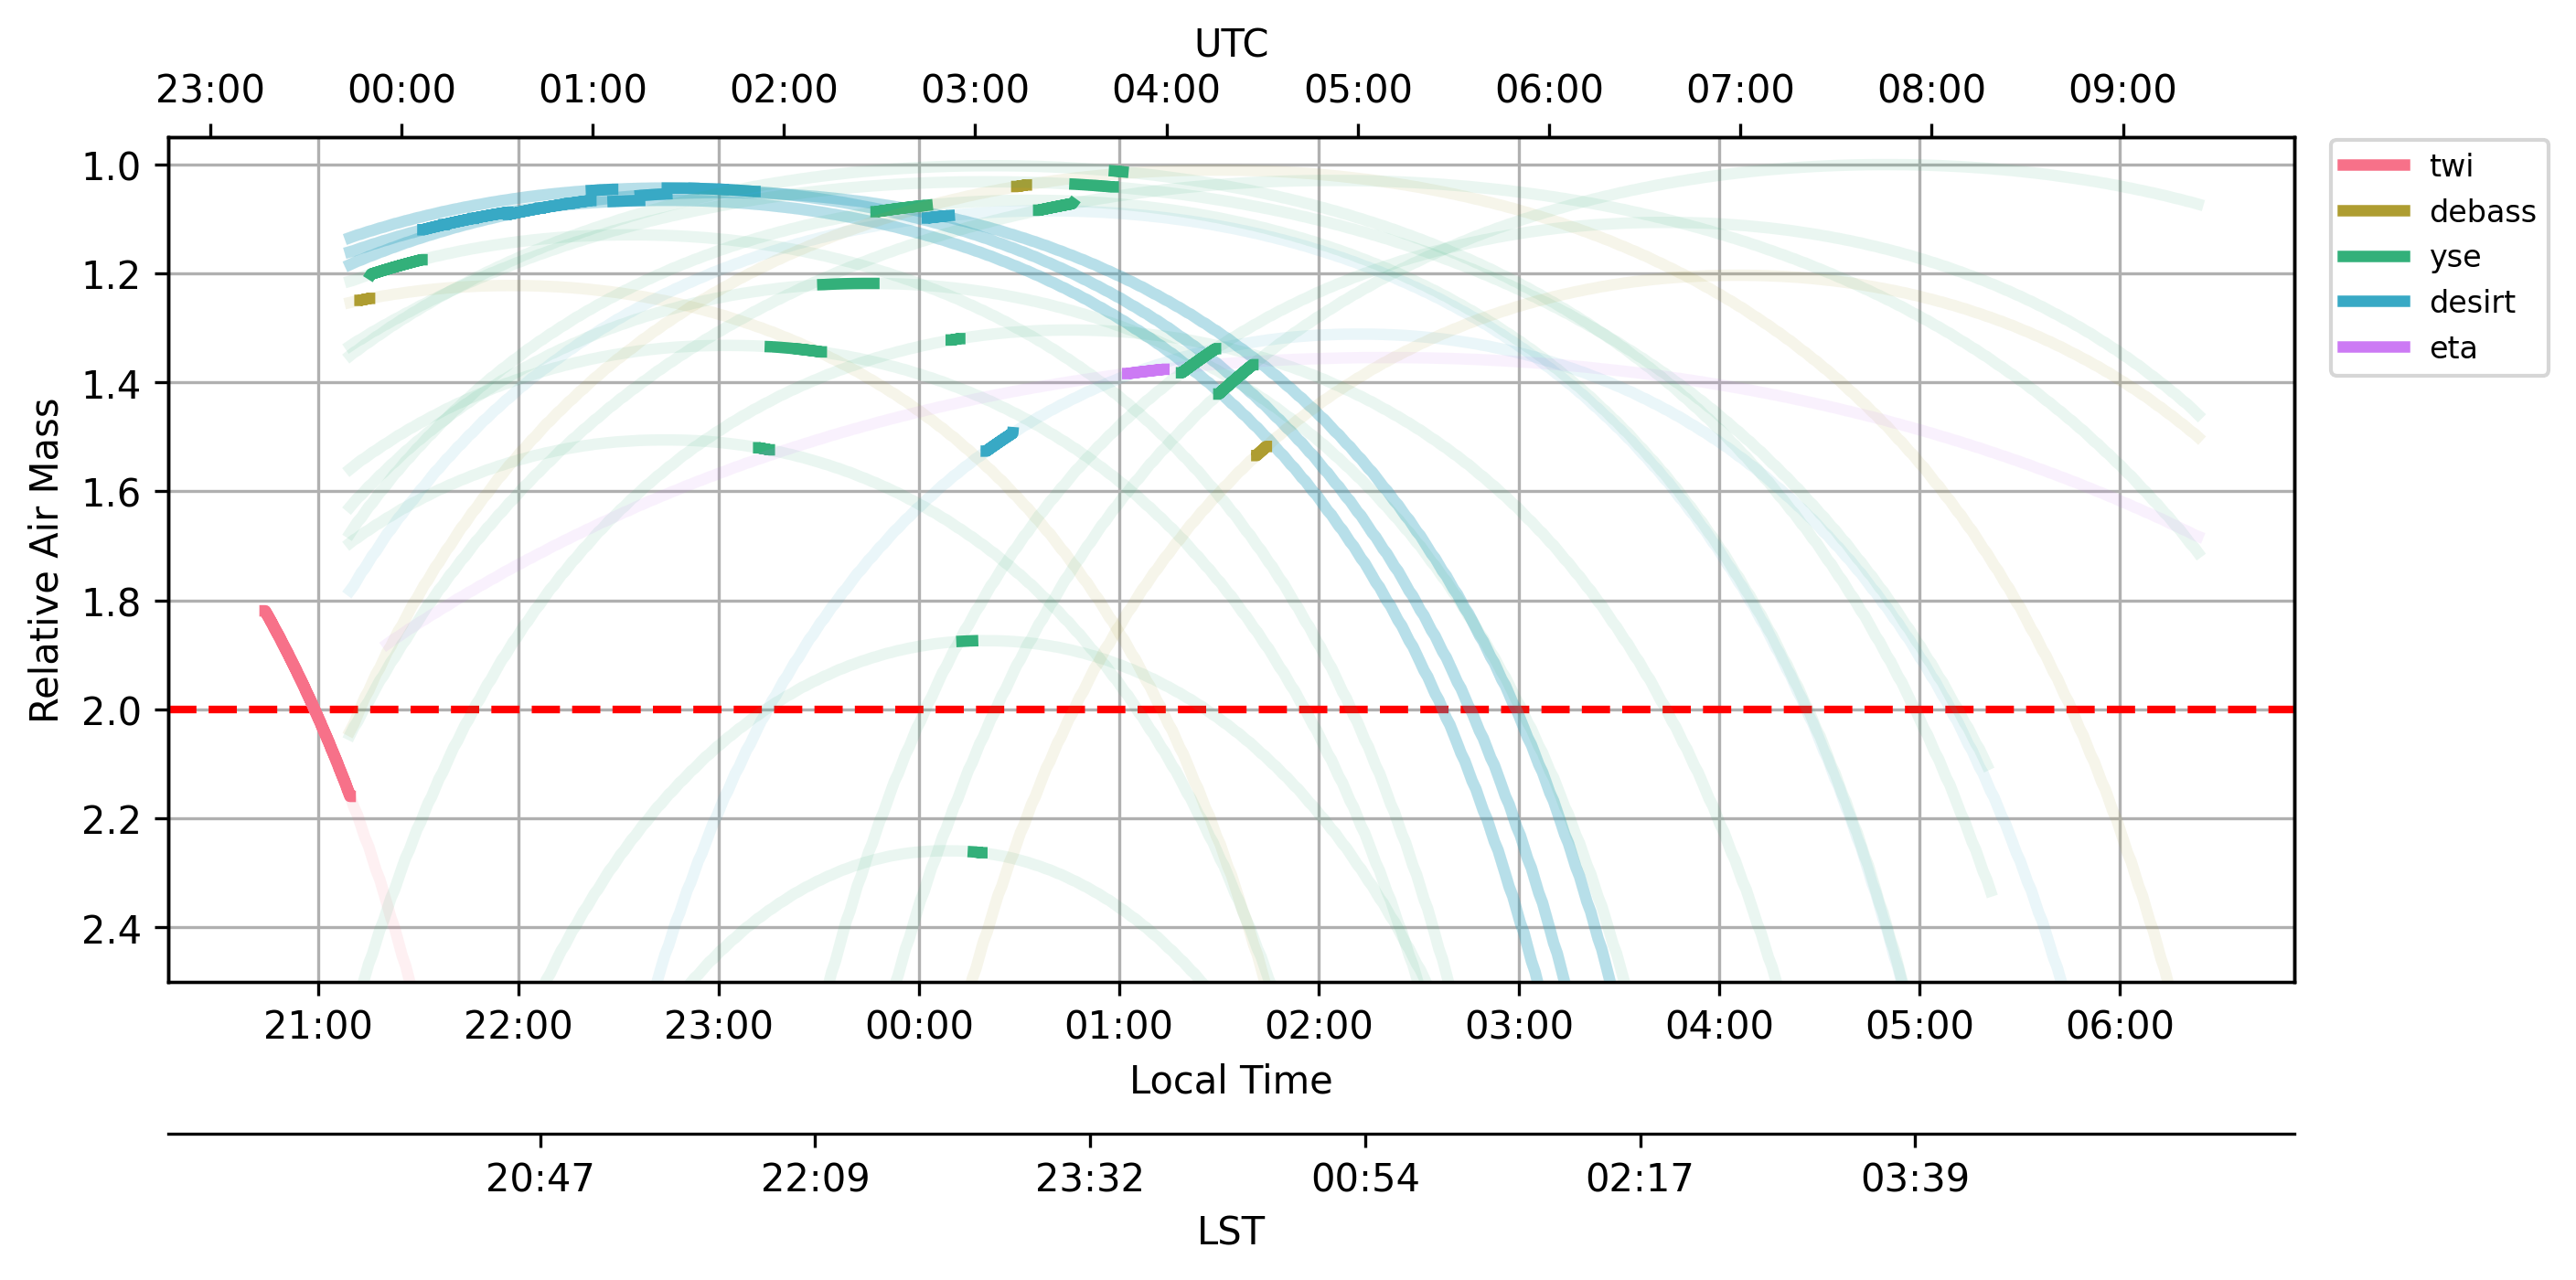 UTC
23:00 00:00 01:00 02:00 03:00 04:00 05:00 06:00 07:00 08:00 09:00
1.0
1.2
1.4
1.6
1.8
2.0
2.2
2.4
Relative Air Mass
twi
debass
yse
desirt
eta
21:00 22:00 23:00 00:00 01:00 02:00 03:00 04:00 05:00 06:00
Local Time
20:47 22:09 23:32 00:54 02:17 03:39
LST